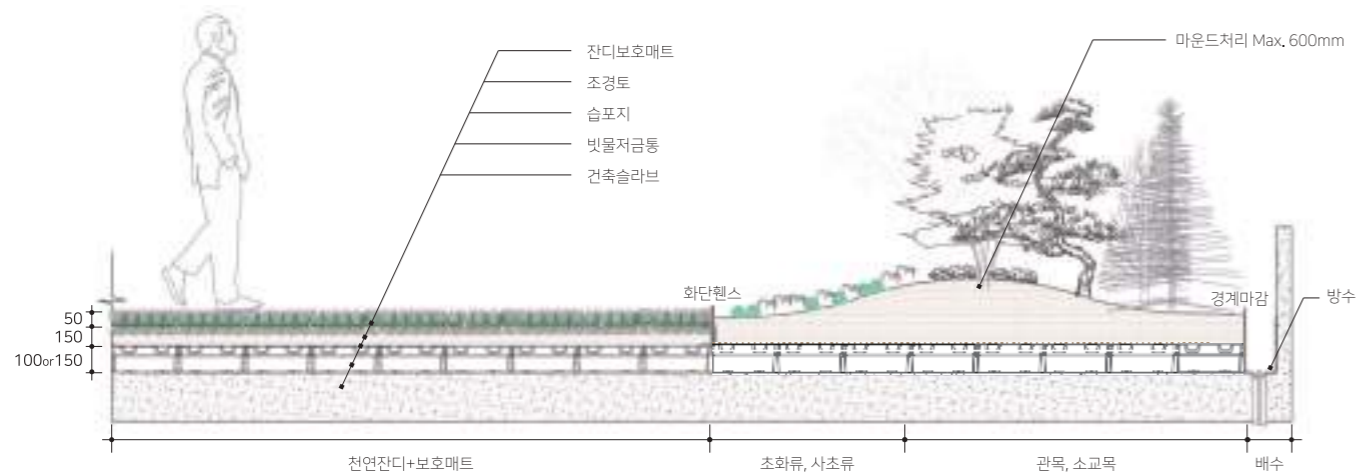 잔디보호매트
조경토
습포지
빗물저금통
건축슬라브
마운드처리 Max. 600mm
화단휀스
경계마감
방수
50
150
100or150
천연잔디+보호매트
초화류, 사초류
관목, 소교목
배수